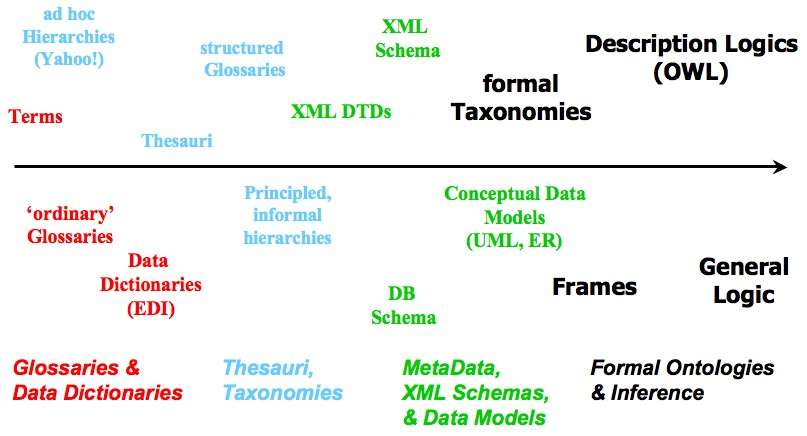 ad hoc
Hierarchies
(Yahoo!)
structured
Glossaries
XML
Schema
Description Logics
(OWL)
formal
Taxonomies
Terms
XML DTDs
Thesauri
Principled,
informal
hierarchies
Conceptual Data
Models
(UML, ER)
‘ordinary’
Glossaries
Data
Dictionaries
(EDI)
DB
Schema
Frames
General
Logic
Glossaries &
Data Dictionaries
Thesauri,
Taxonomies
MetaData,
XML Schemas,
& Data Models
Formal Ontologies
& Inference